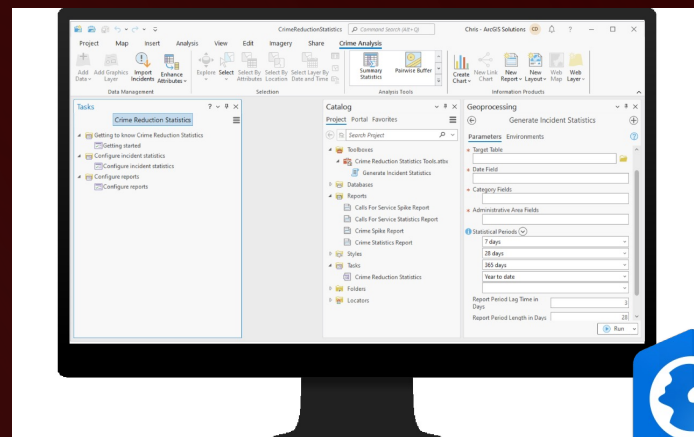 CrimeReductionStatistics
Command Search (Alt+Q)
Chris - ArcGIS Solutions
CD
?
Project Map Insert Analysis View Edit Imagery Share Crime Analysis
Add Data
Add Graphics Layer
Import Incidents
Enhance Attributes
Explore
Select
Select By Attributes
Select By Location
Select Layer By Date and Time
Summary Statistics
Pairwise Buffer
Create Chart
New Link Chart
New Report
New Layout
Web Map
Web Layer
Data Management
Selection
Analysis Tools
Information Products
Tasks
Crime Reduction Statistics
Getting to know Crime Reduction Statistics
Getting started
Configure incident statistics
Configure incident statistics
Configure reports
Configure reports
Catalog
Project Portal Favorites
Search Project
Toolboxes
Crime Reduction Statistics Tools.atbx
Generate Incident Statistics
Databases
Reports
Calls For Service Spike Report
Calls For Service Statistics Report
Crime Spike Report
Crime Statistics Report
Styles
Tasks
Crime Reduction Statistics
Folders
Locators
Geoprocessing
Generate Incident Statistics
Parameters Environments
Target Table
Date Field
Category Fields
Administrative Area Fields
Statistical Periods
7 days
28 days
365 days
Year to date
Report Period Lag Time in Days
3
Report Period Length in Days
28
Run